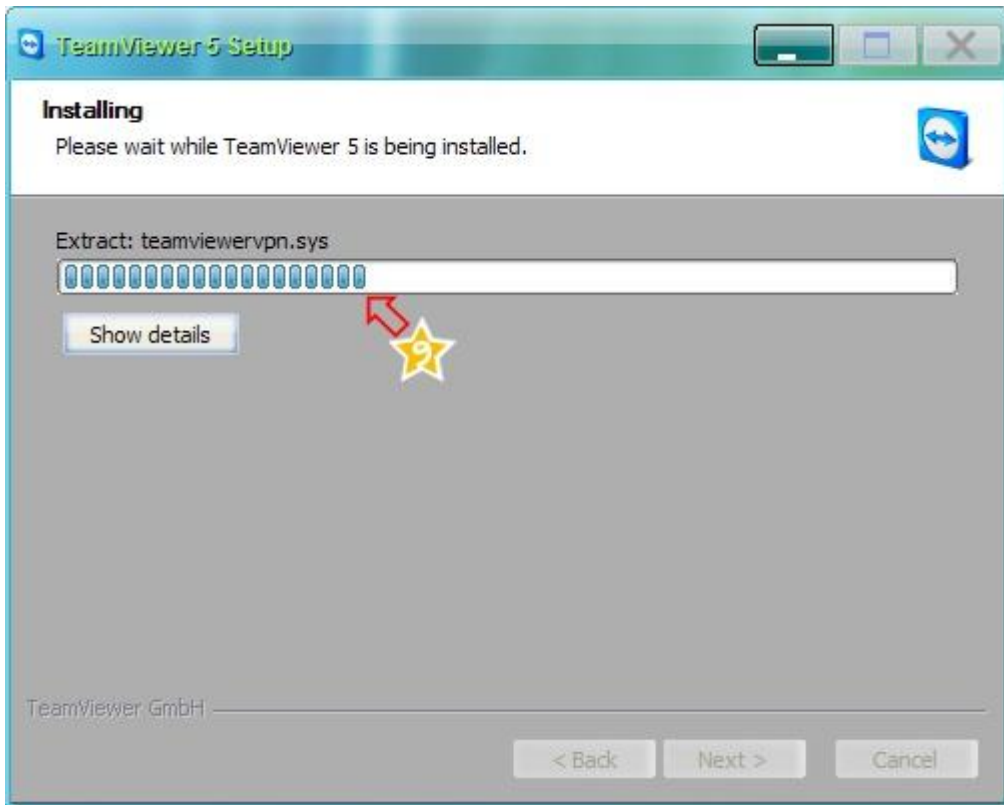 TeamViewer 5 Setup
Installing
Please wait while TeamViewer 5 is being installed.
Extract: teamviewervpn.sys
Show details
9
TeamViewer GmbH
< Back Next > Cancel